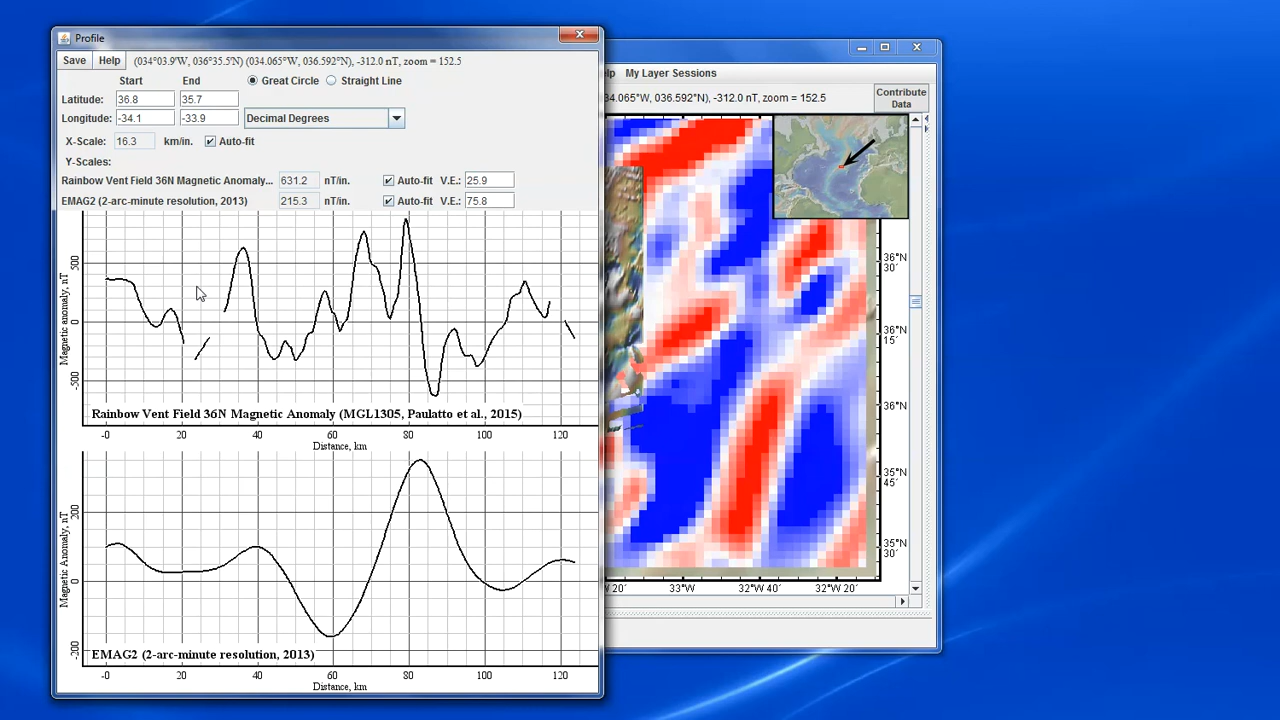 Profile
Save Help (034°03.9'W, 036°35.5'N) (034.065°W, 036.592°N), -312.0 nT, zoom = 152.5
Start End Great Circle Straight Line
Latitude: 36.8 35.7
Longitude: -34.1 -33.9 Decimal Degrees
X-Scale: 16.3 km/in. Auto-fit
Y-Scales:
Rainbow Vent Field 36N Magnetic Anomaly... 631.2 nT/in. Auto-fit V.E.: 25.9
EMAG2 (2-arc-minute resolution, 2013) 215.3 nT/in. Auto-fit V.E.: 75.8
Magnetic anomaly, nT
500
0
-500
Rainbow Vent Field 36N Magnetic Anomaly (MGL1305, Paulatto et al., 2015)
-0 20 40 60 80 100 120
Distance, km
Magnetic Anomaly, nT
200
0
-200
EMAG2 (2-arc-minute resolution, 2013)
-0 20 40 60 80 100 120
Distance, km
lp My Layer Sessions
34.065°W, 036.592°N), -312.0 nT, zoom = 152.5
Contribute
Data
36°N
30'
36°N
15'
36°N
35°N
45'
35°N
30'
°W 20' 33°W 32°W 40' 32°W 20'